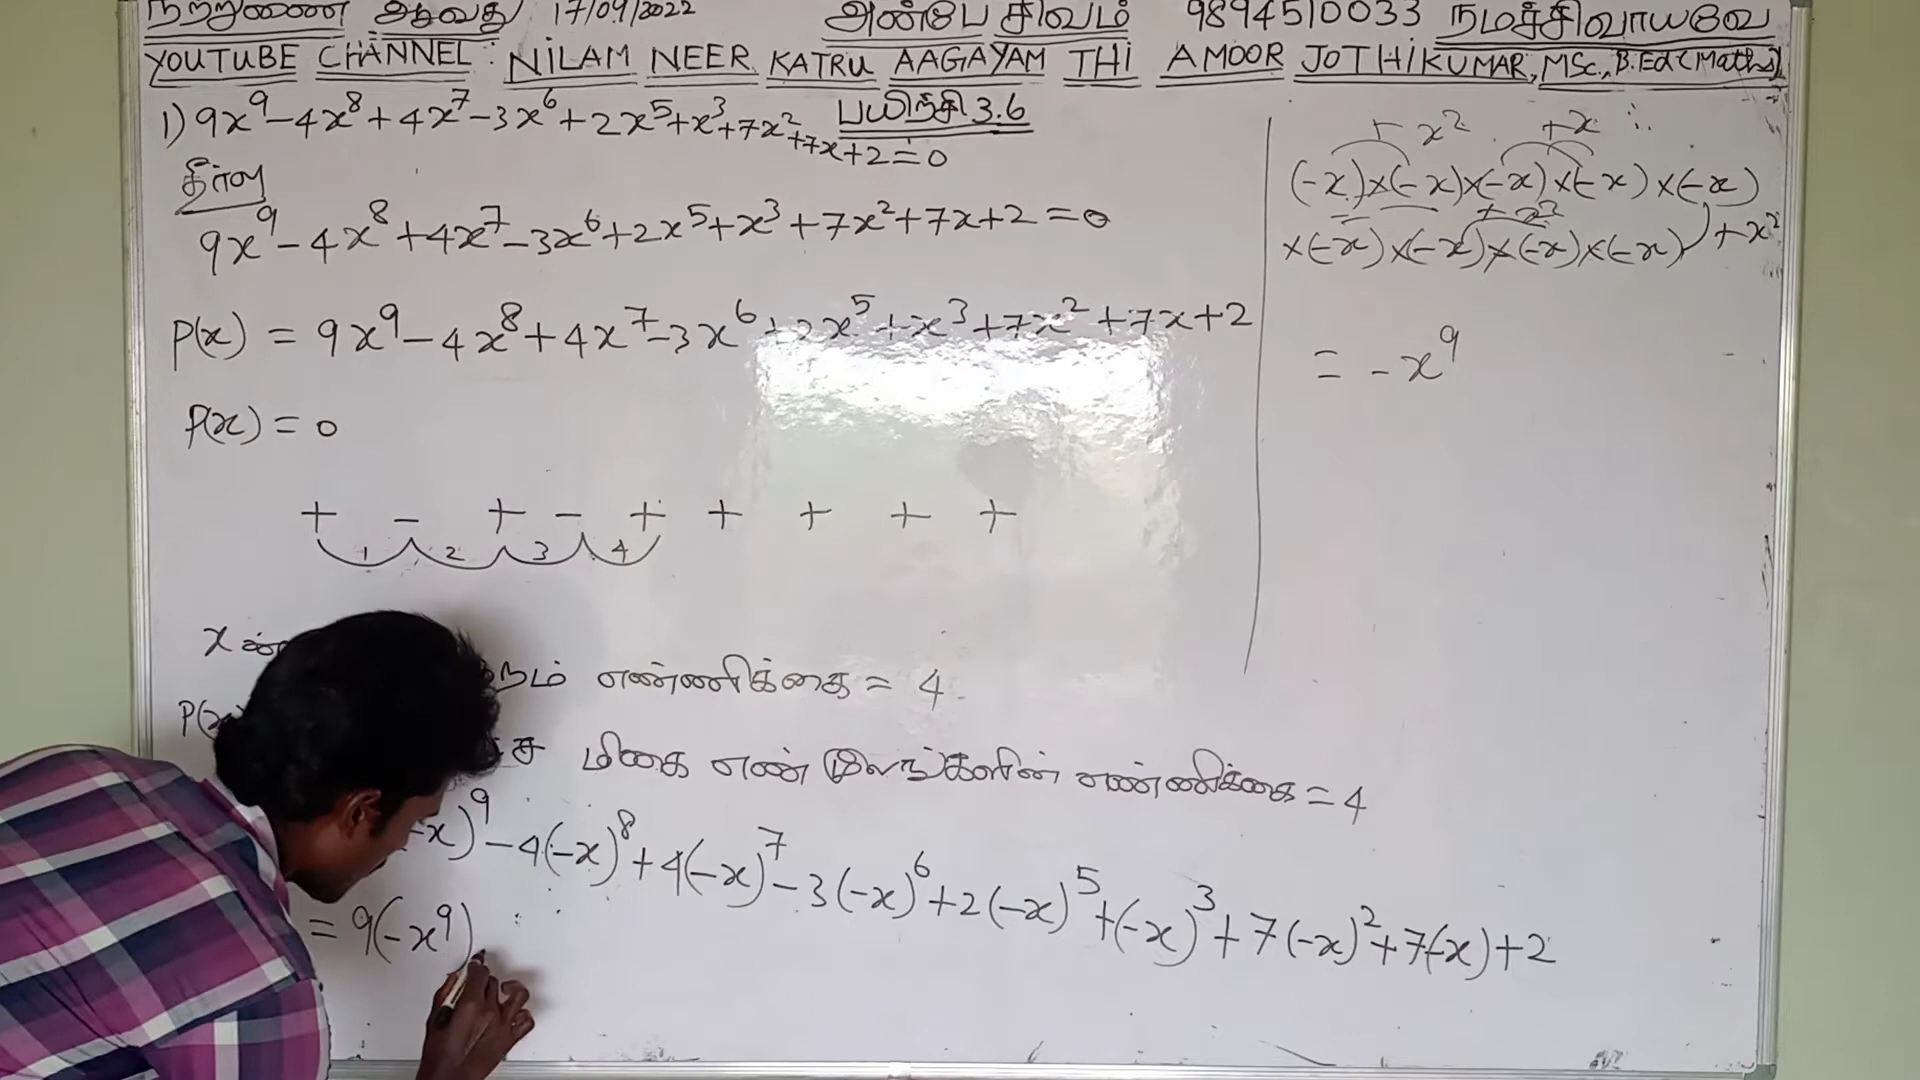 நற்றுணை ஆவது 17/09/2022 அன்பே சிவம் 9894510033 நமச்சிவாயவே
YOUTUBE CHANNEL : NILAM NEER KATRU AAGAYAM THI AMOOR JOTHIKUMAR, MSc., B.Ed (Maths)
பயிற்சி 3.6
1) 9x⁹-4x⁸+4x⁷-3x⁶+2x⁵+x³+7x²+7x+2=0
தீர்வு
9x⁹-4x⁸+4x⁷-3x⁶+2x⁵+x³+7x²+7x+2=0
P(x) = 9x⁹-4x⁸+4x⁷-3x⁶+2x⁵+x³+7x²+7x+2
P(x)=0
+ - + - + + + + +
1 2 3 4
x ன் எண்ணிக்கை = 4
P(x) மிகை எண் எண்ணிக்கை = 4
-x)⁹-4(-x)⁸+4(-x)⁷-3(-x)⁶+2(-x)⁵+(-x)³+7(-x)²+7(-x)+2
= 9(-x⁹)
+x² +x
(-x)×(-x)×(-x)×(-x)×(-x)
+x² +x²
×(-x)×(-x)×(-x)×(-x)
= -x⁹